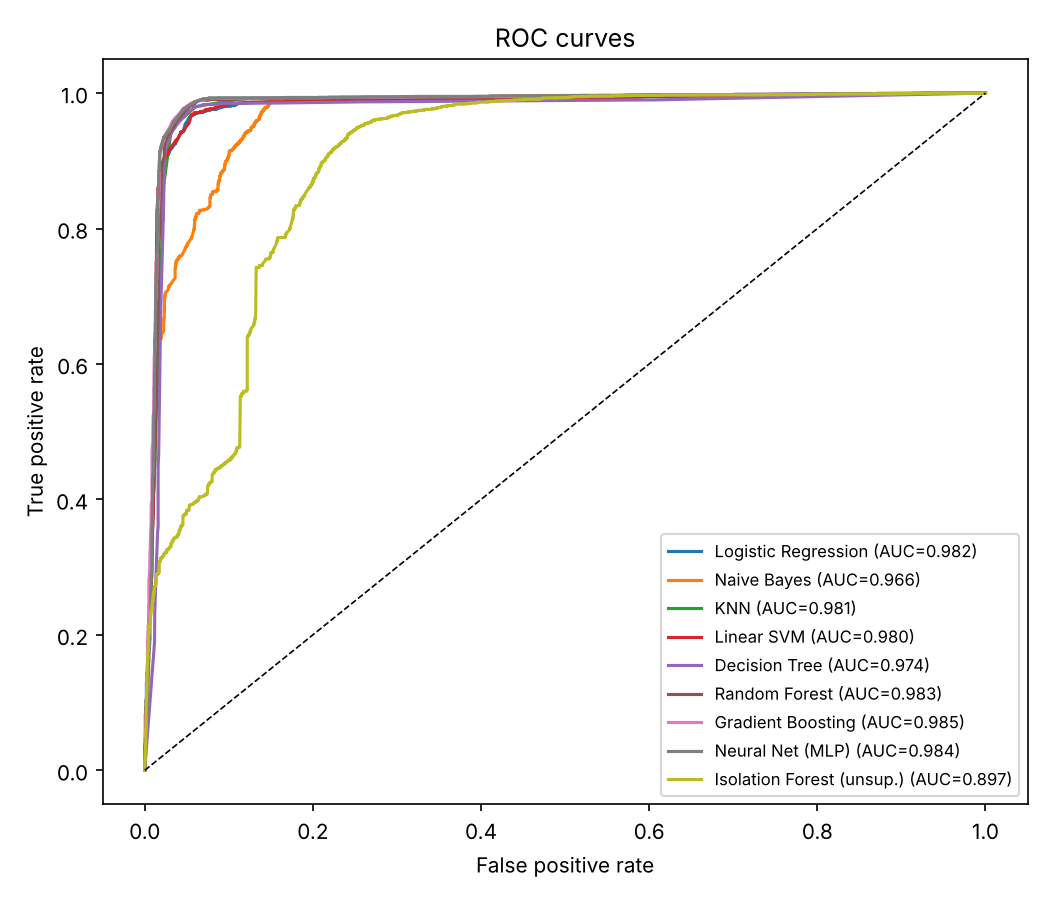 ROC curves
1.0
0.8
0.6
0.4
0.2
0.0
True positive rate
Logistic Regression (AUC=0.982)
Naive Bayes (AUC=0.966)
KNN (AUC=0.981)
Linear SVM (AUC=0.980)
Decision Tree (AUC=0.974)
Random Forest (AUC=0.983)
Gradient Boosting (AUC=0.985)
Neural Net (MLP) (AUC=0.984)
Isolation Forest (unsup.) (AUC=0.897)
0.0 0.2 0.4 0.6 0.8 1.0
False positive rate